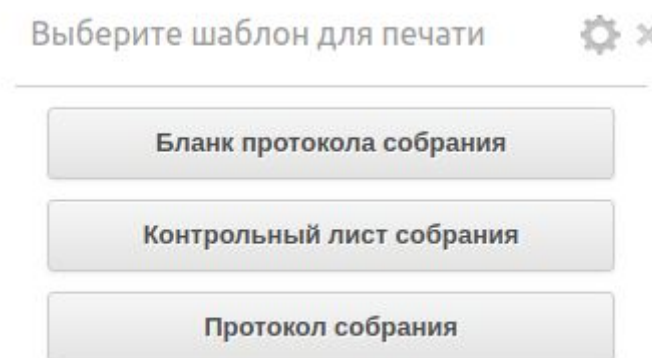 Выберите шаблон для печати
Бланк протокола собрания
Контрольный лист собрания
Протокол собрания